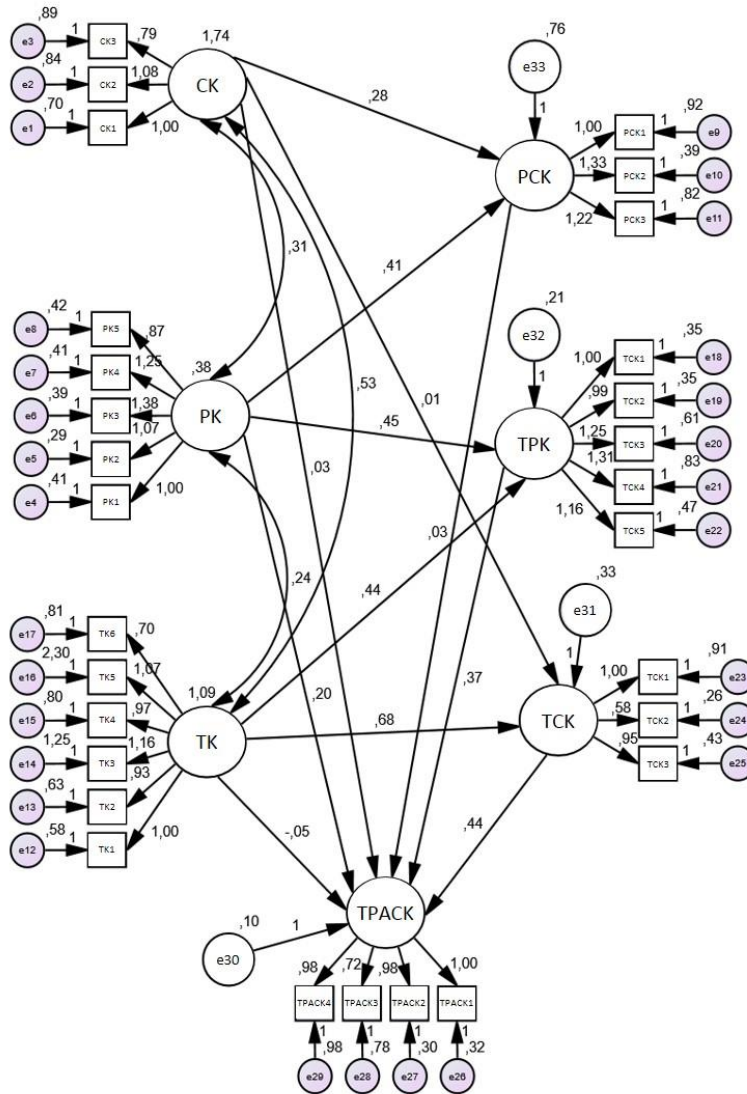 ,89
e3 1 CK3 ,79 1,74
,84
e2 1 CK2 1,08 CK
,70
e1 1 CK1 1,00
,76
e33
1
,28
PCK
1,00 PCK1 1 ,92 e9
1,33 PCK2 1 ,39 e10
1,22 PCK3 1 ,82 e11
,31
,41
,42
e8 1 PK5 ,87
,41
e7 1 PK4 1,25 ,38
,39
e6 1 PK3 1,38 PK
,29
e5 1 PK2 1,07
,41
e4 1 PK1 1,00
,21
e32
1
,53
,01
,45
TPK
1,00 TCK1 1 ,35 e18
,99 TCK2 1 ,35 e19
1,25 TCK3 1 ,61 e20
1,31 TCK4 1 ,83 e21
1,16 TCK5 1 ,47 e22
,03
,03
,24
,44
,37
,33
e31
1
,81
e17 1 TK6 ,70
2,30
e16 1 TK5 1,07
,80
e15 1 TK4 ,97 1,09
1,25
e14 1 TK3 1,16 TK
,63
e13 1 TK2 ,93
,58
e12 1 TK1 1,00
,20
,68
TCK
1,00 TCK1 1 ,91 e23
,58 TCK2 1 ,26 e24
,95 TCK3 1 ,43 e25
-,05
,44
,10
e30 1
TPACK
,98 ,72 ,98 1,00
TPACK4 TPACK3 TPACK2 TPACK1
1 1 1 1
,98 ,78 ,30 ,32
e29 e28 e27 e26